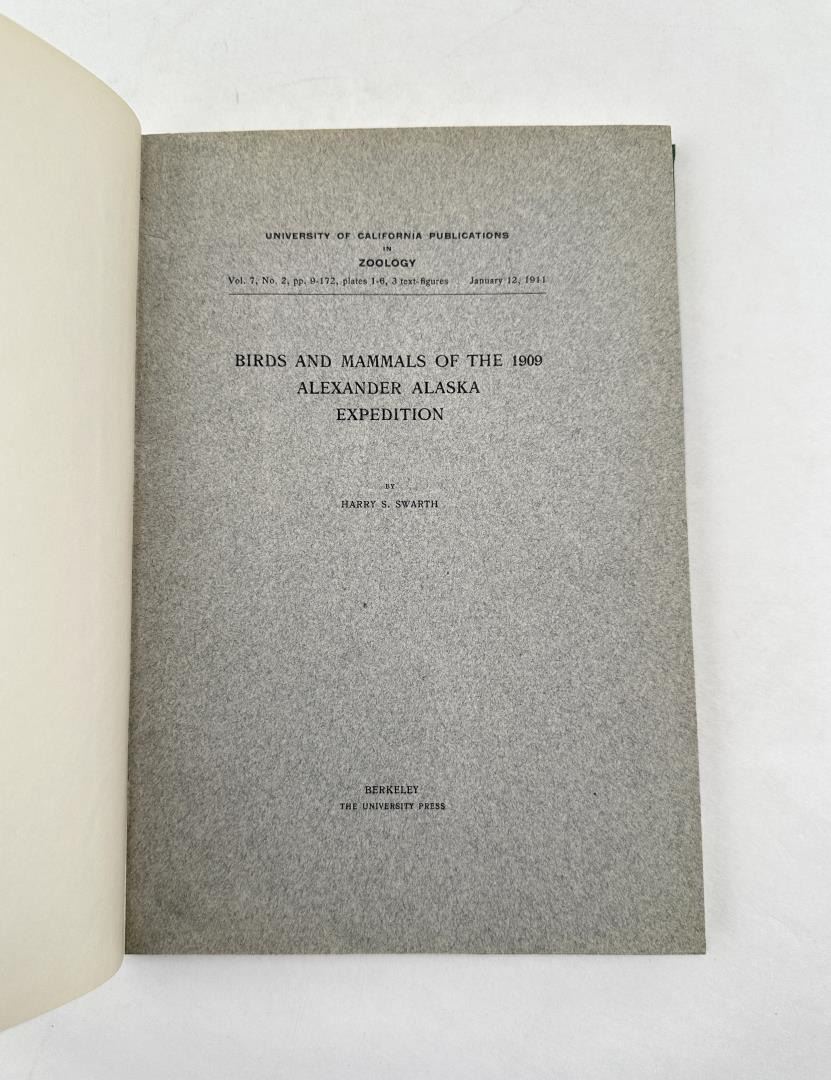 UNIVERSITY OF CALIFORNIA PUBLICATIONS
IN
ZOOLOGY
Vol. 7, No. 2, pp. 9-172, plates 1-6, 3 text-figures January 12, 1911
BIRDS AND MAMMALS OF THE 1909
ALEXANDER ALASKA
EXPEDITION
BY
HARRY S. SWARTH
BERKELEY
THE UNIVERSITY PRESS